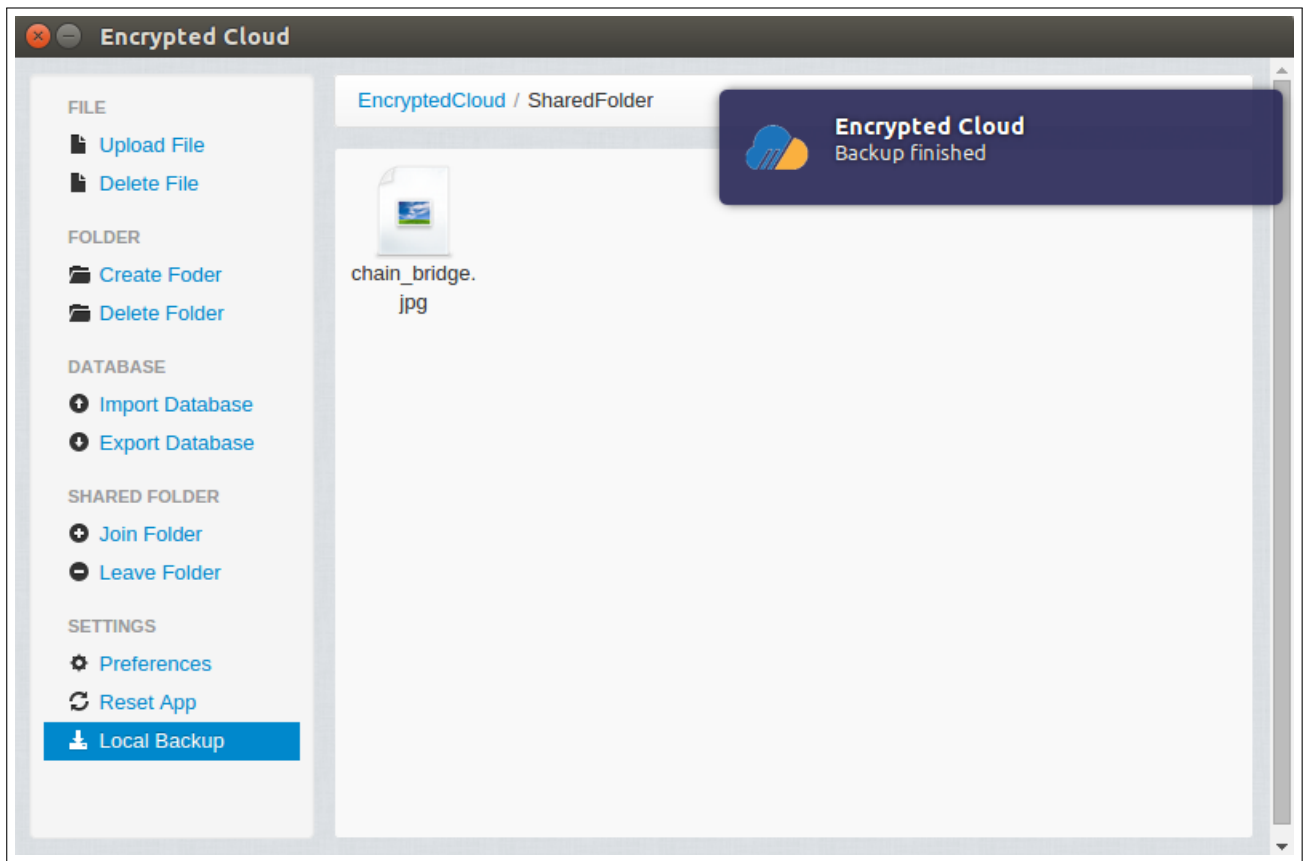 Encrypted Cloud
FILE
Upload File
Delete File
FOLDER
Create Foder
Delete Folder
DATABASE
Import Database
Export Database
SHARED FOLDER
Join Folder
Leave Folder
SETTINGS
Preferences
Reset App
Local Backup
EncryptedCloud / SharedFolder
Encrypted Cloud
Backup finished
chain_bridge.
jpg